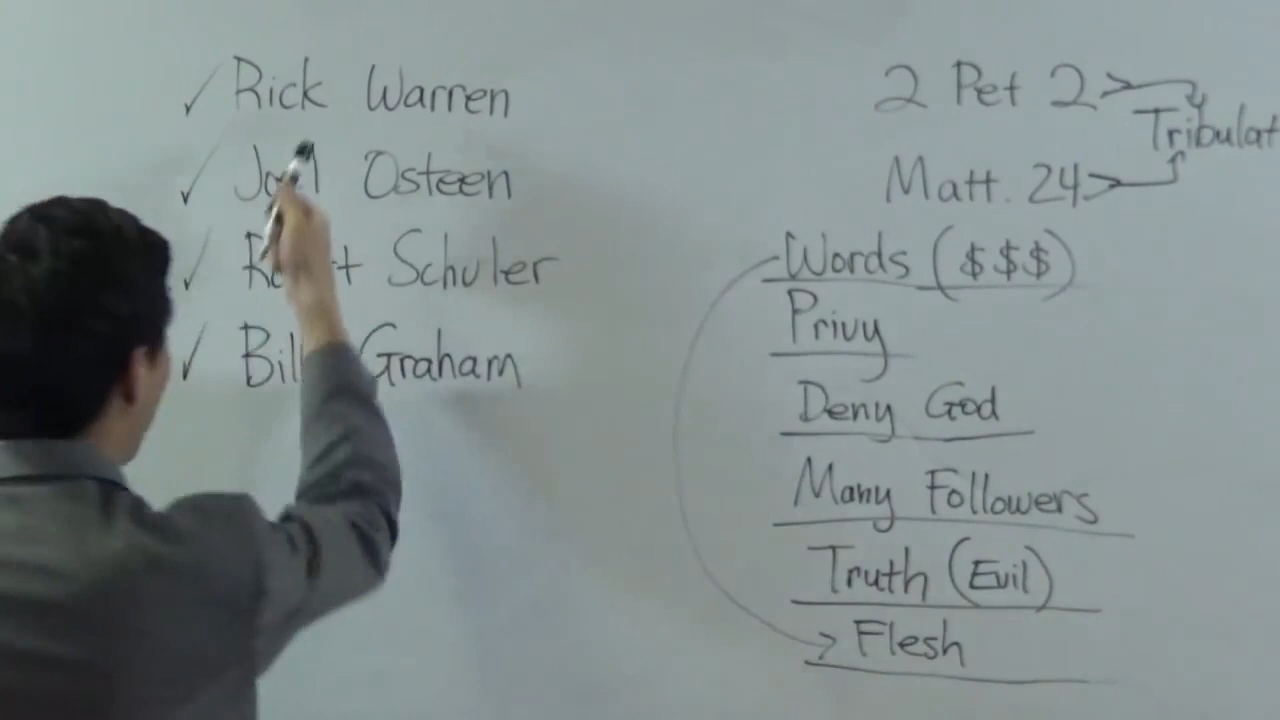 ✓ Rick Warren
✓ Osteen
✓ Schuler
✓ Graham
2 Pet 2
Tribulat
Matt. 24
Words ($$$)
Privy
Deny God
Many Followers
Truth (Evil)
Flesh